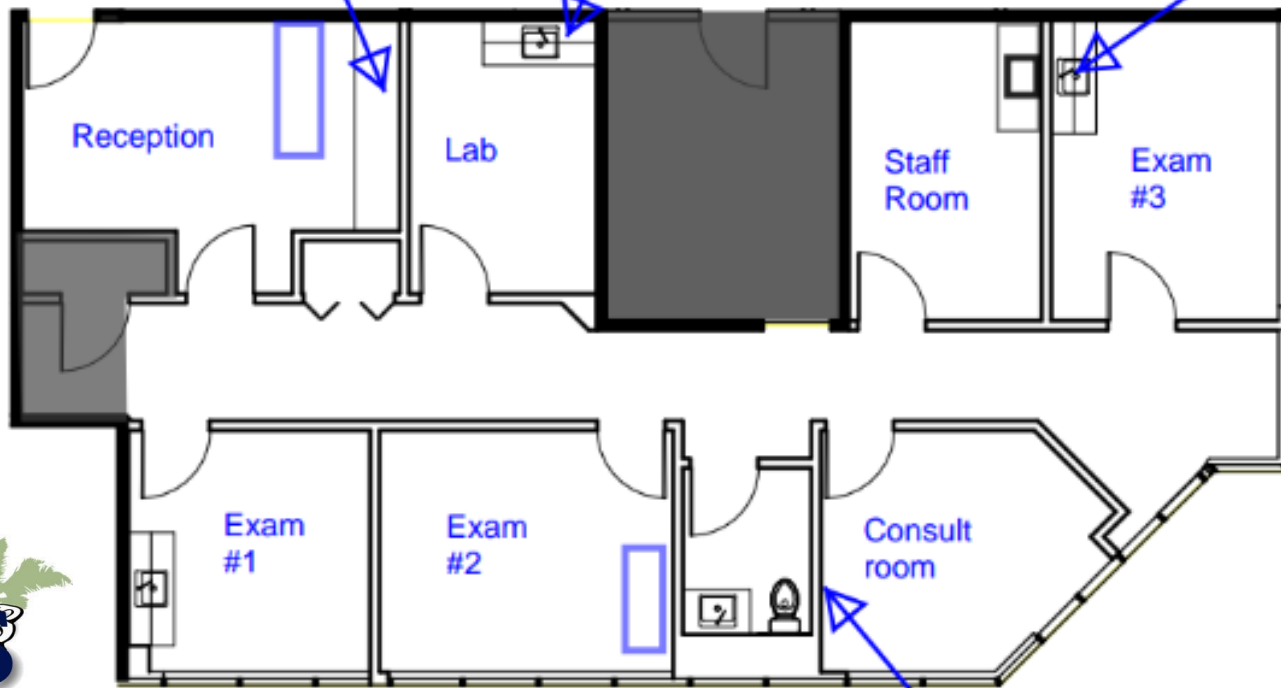 Reception
Lab
Staff
Room
Exam
#3
Exam
#1
Exam
#2
Consult
room